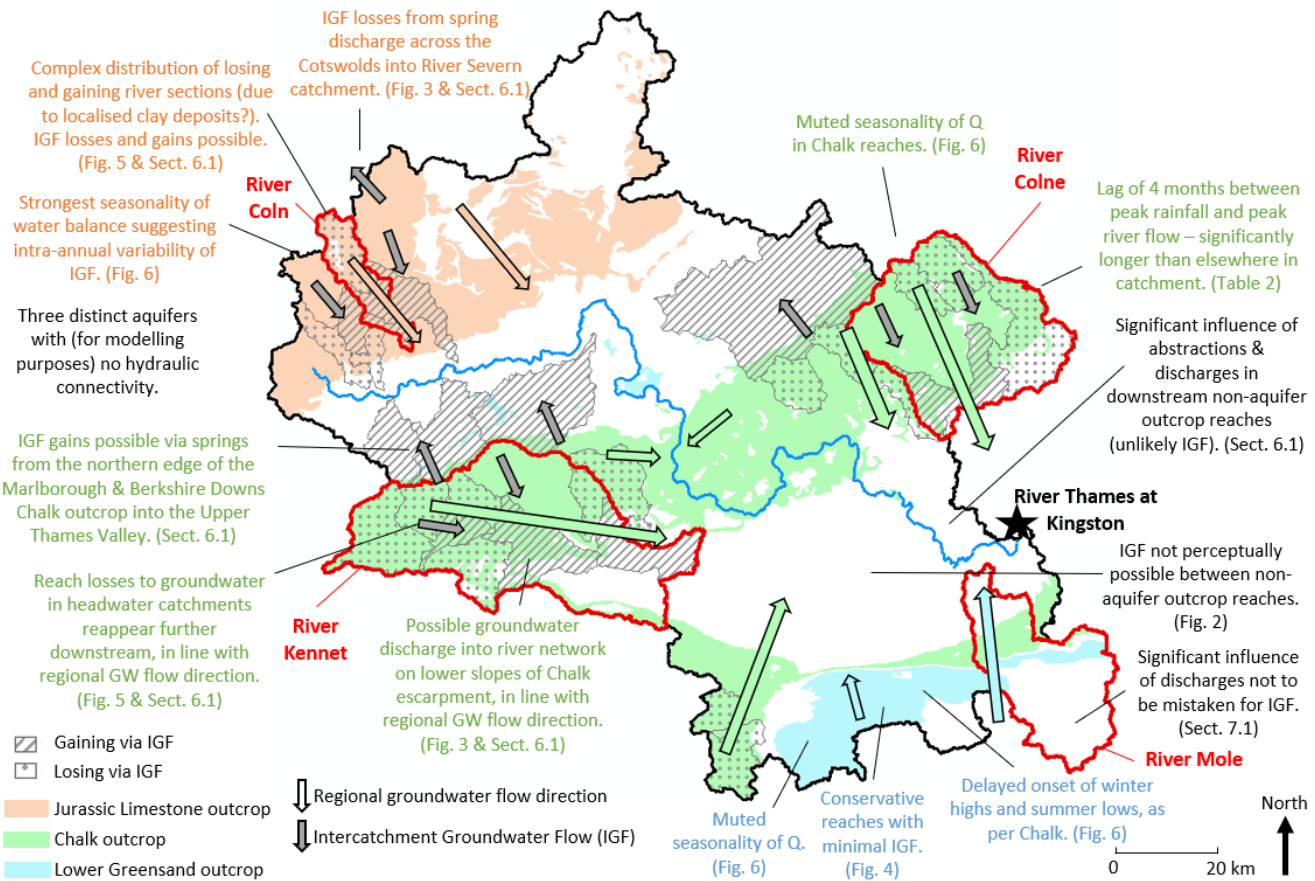 IGF losses from spring
discharge across the
Cotswolds into River Severn
catchment. (Fig. 3 & Sect. 6.1)
Complex distribution of losing
and gaining river sections (due
to localised clay deposits?).
IGF losses and gains possible.
(Fig. 5 & Sect. 6.1)
River
Coln
Strongest seasonality of
water balance suggesting
intra-annual variability of
IGF. (Fig. 6)
Three distinct aquifers
with (for modelling
purposes) no hydraulic
connectivity.
IGF gains possible via springs
from the northern edge of the
Marlborough & Berkshire Downs
Chalk outcrop into the Upper
Thames Valley. (Sect. 6.1)
Reach losses to groundwater
in headwater catchments
reappear further
downstream, in line with
regional GW flow direction.
(Fig. 5 & Sect. 6.1)
River
Kennet
Possible groundwater
discharge into river network
on lower slopes of Chalk
escarpment, in line with
regional GW flow direction.
(Fig. 3 & Sect. 6.1)
Muted seasonality of Q
in Chalk reaches. (Fig. 6)
River
Colne
Lag of 4 months between
peak rainfall and peak
river flow – significantly
longer than elsewhere in
catchment. (Table 2)
Significant influence of
abstractions &
discharges in
downstream non-aquifer
outcrop reaches
(unlikely IGF). (Sect. 6.1)
River Thames at
Kingston
IGF not perceptually
possible between non-
aquifer outcrop reaches.
(Fig. 2)
Significant influence
of discharges not to
be mistaken for IGF.
(Sect. 7.1)
River Mole
Delayed onset of winter
highs and summer lows, as
per Chalk. (Fig. 6)
Conservative
reaches with
minimal IGF.
(Fig. 4)
Muted
seasonality of Q.
(Fig. 6)
Gaining via IGF
Losing via IGF
Jurassic Limestone outcrop
Chalk outcrop
Lower Greensand outcrop
Regional groundwater flow direction
Intercatchment Groundwater Flow (IGF)
North
0 20 km